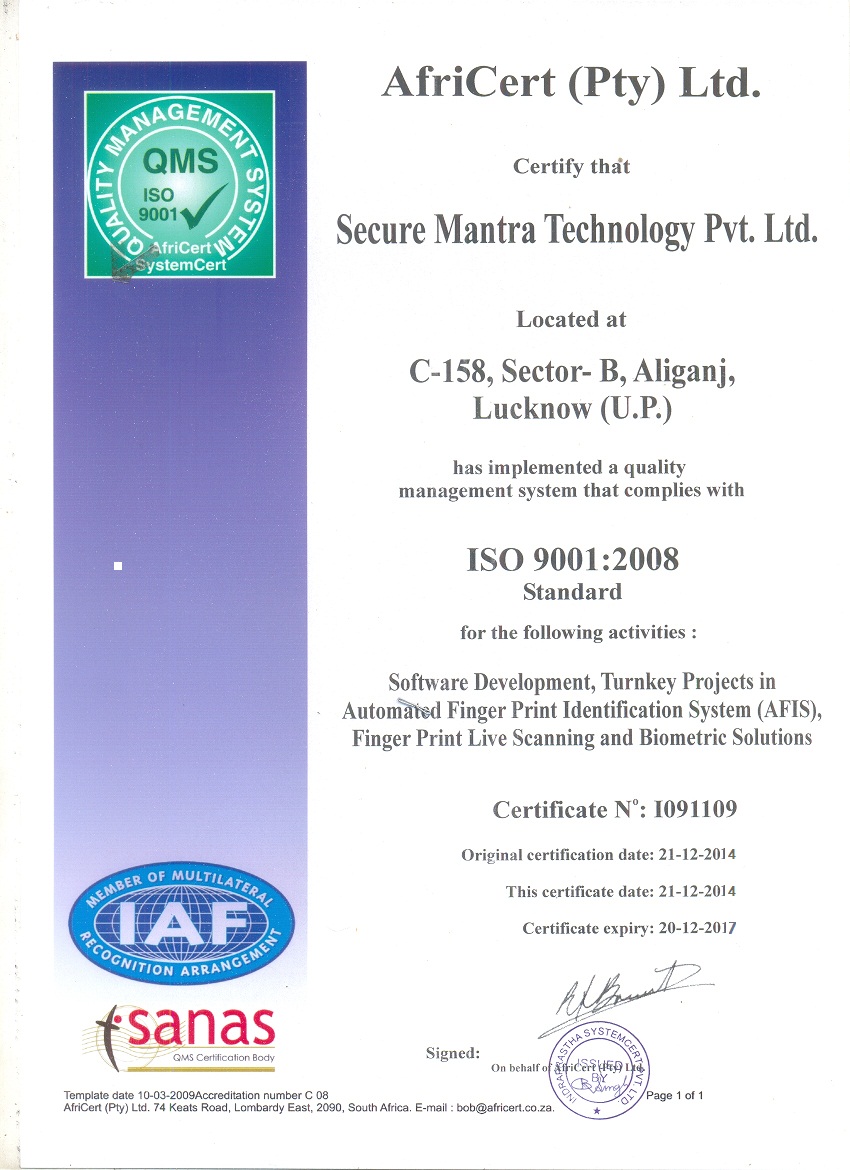 AfriCert (Pty) Ltd.
QUALITY MANAGEMENT SYSTEM
QMS
ISO
9001
AfriCert
SystemCert
Certify that
Secure Mantra Technology Pvt. Ltd.
Located at
C-158, Sector- B, Aliganj,
Lucknow (U.P.)
has implemented a quality
management system that complies with
ISO 9001:2008
Standard
for the following activities :
Software Development, Turnkey Projects in
Automated Finger Print Identification System (AFIS),
Finger Print Live Scanning and Biometric Solutions
Certificate Nº: I091109
Original certification date: 21-12-2014
This certificate date: 21-12-2014
Certificate expiry: 20-12-2017
MEMBER OF MULTILATERAL
IAF
RECOGNITION ARRANGEMENT
sanas
QMS Certification Body
Signed:
On behalf of AfriCert (Pty) Ltd.
INDRAPRASTHA SYSTEMCERT PVT. LTD.
ISSUED
BY
Template date 10-03-2009Accreditation number C 08
Page 1 of 1
AfriCert (Pty) Ltd. 74 Keats Road, Lombardy East, 2090, South Africa. E-mail : bob@africert.co.za.